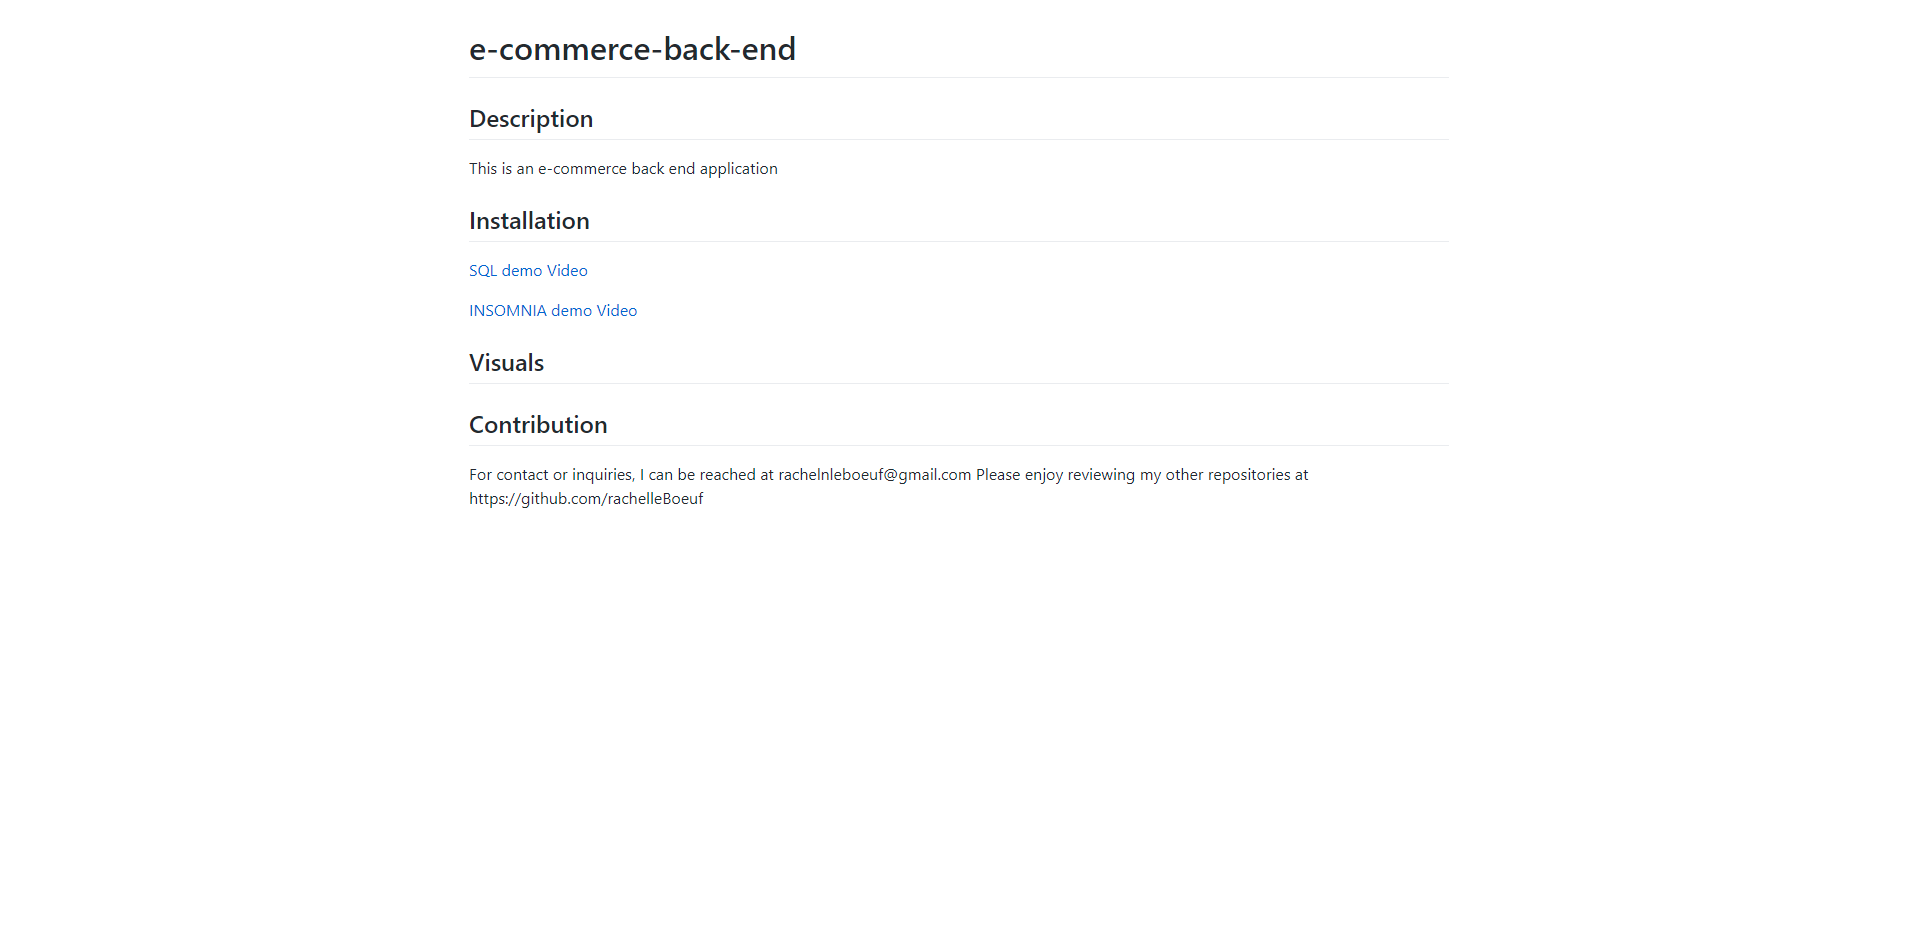 e-commerce-back-end
Description
This is an e-commerce back end application
Installation
SQL demo Video
INSOMNIA demo Video
Visuals
Contribution
For contact or inquiries, I can be reached at rachelnleboeuf@gmail.com Please enjoy reviewing my other repositories at
https://github.com/rachelleBoeuf